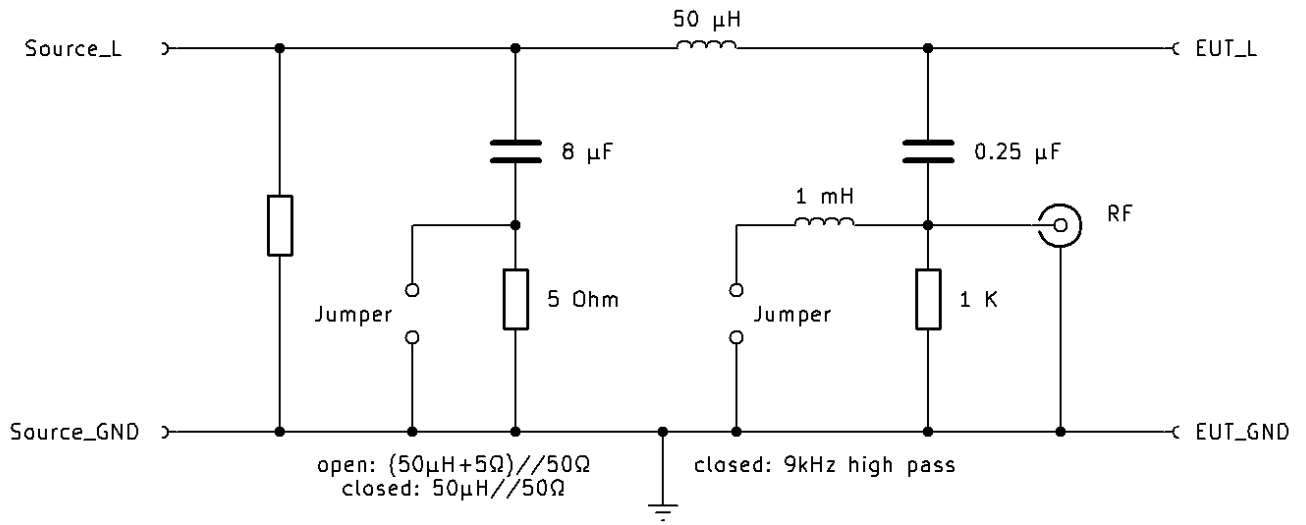 50 µH
Source_L
EUT_L
8 µF
0.25 µF
1 mH
RF
5 Ohm
1 K
Jumper
Jumper
Source_GND
EUT_GND
open: (50µH+5Ω)//50Ω
closed: 9kHz high pass
closed: 50µH//50Ω